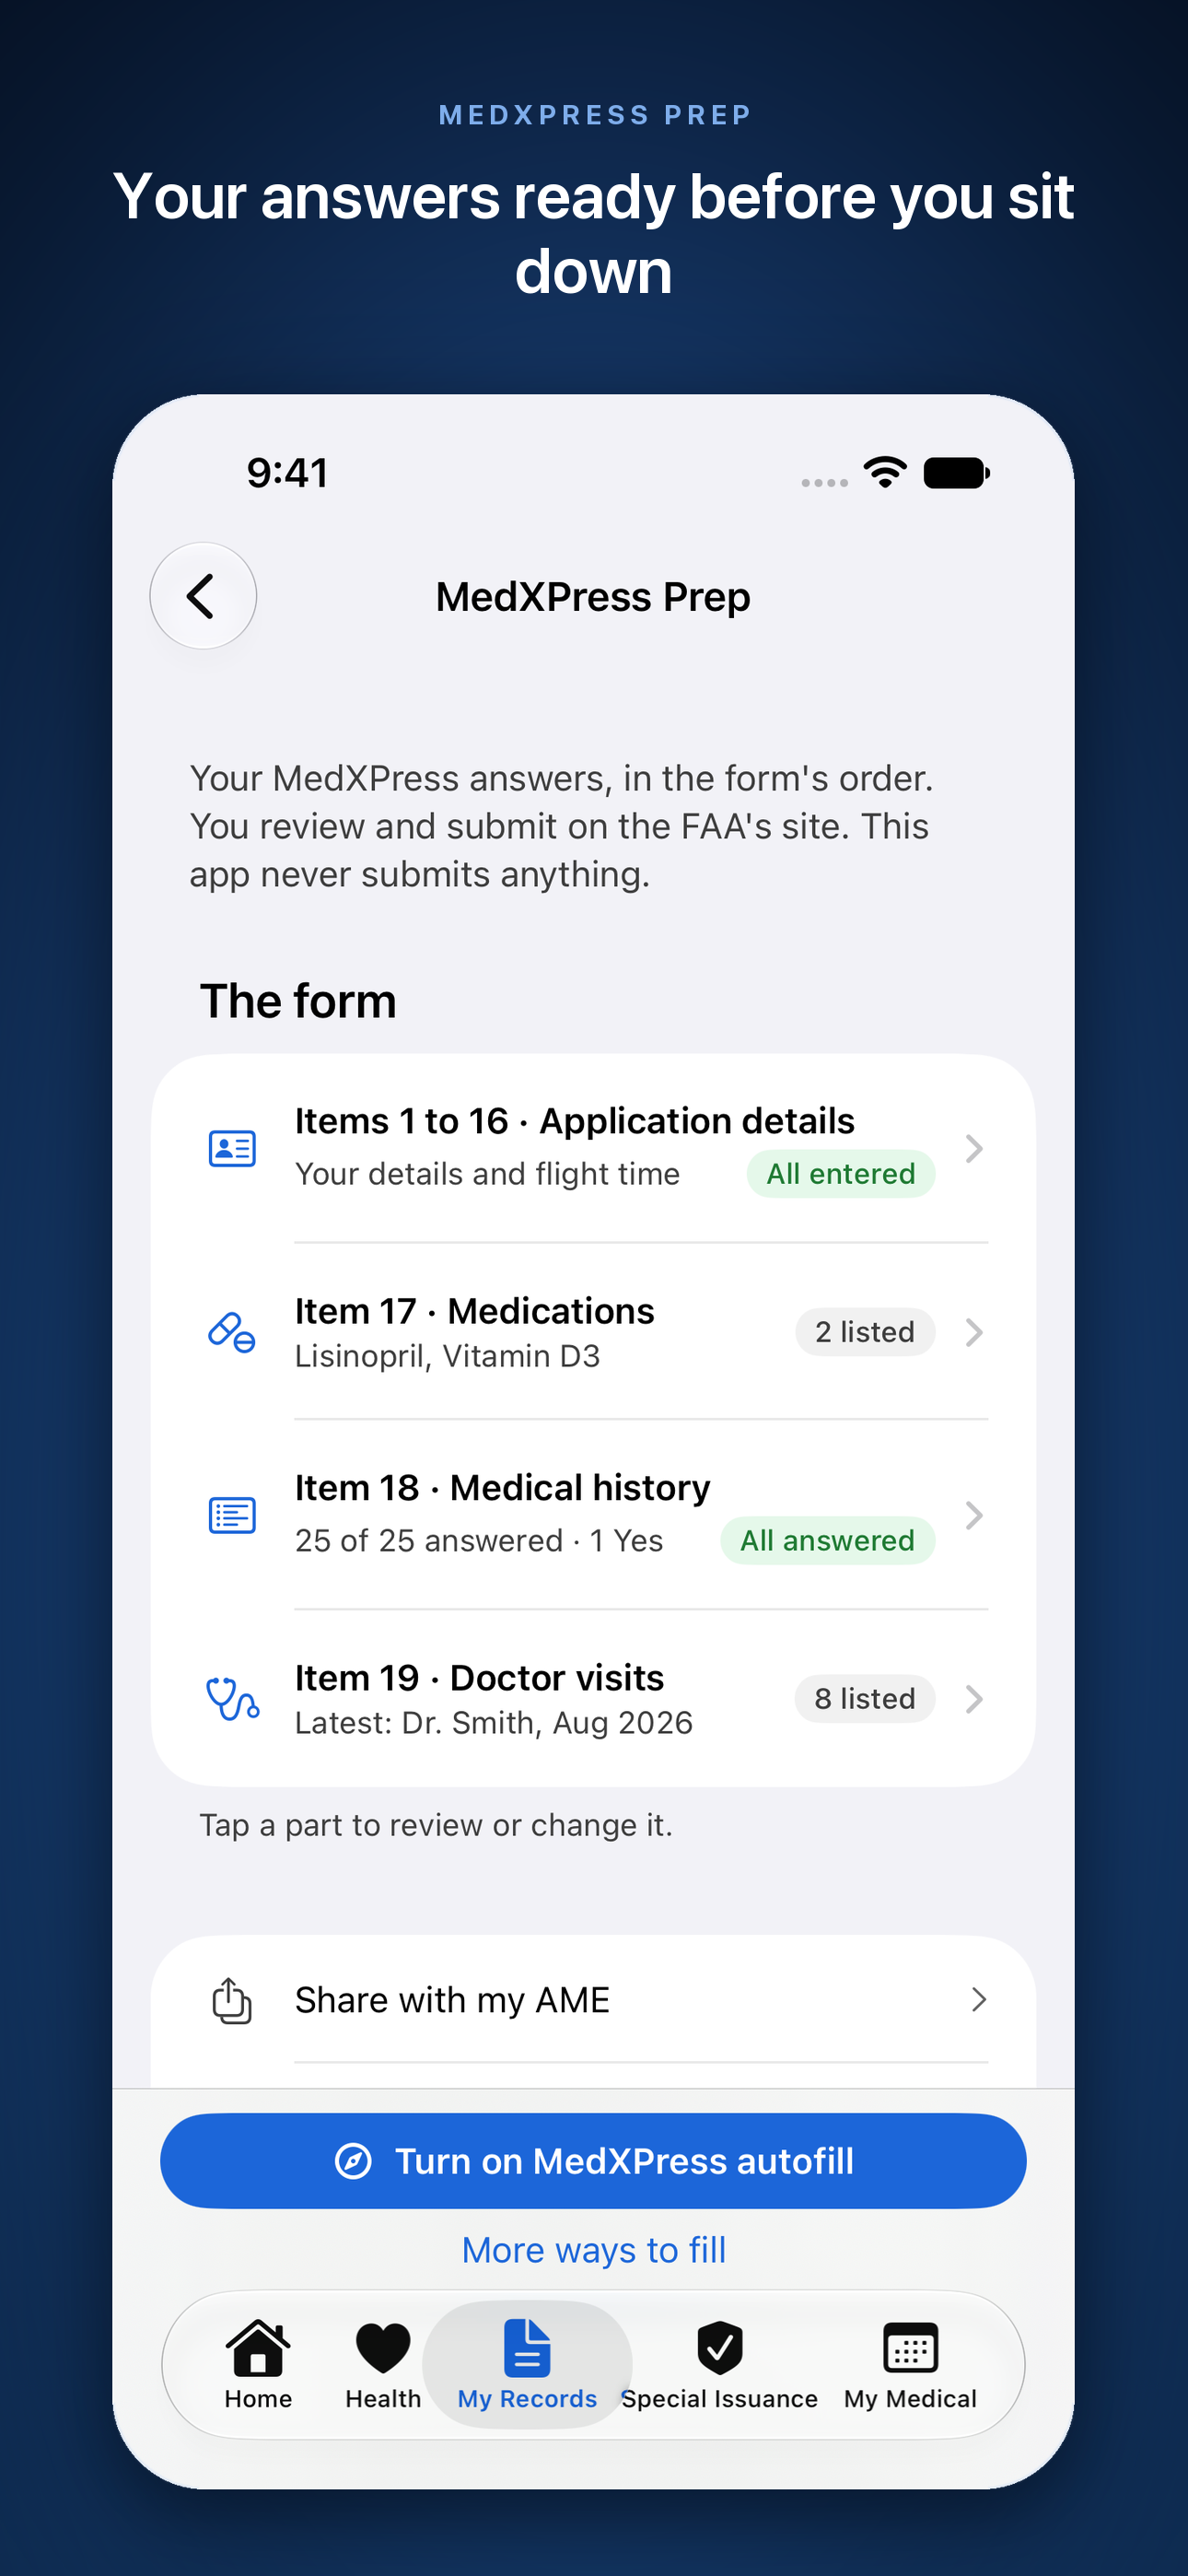 MEDXPRESS PREP
Your answers ready before you sit
down
9:41
MedXPress Prep
Your MedXPress answers, in the form's order.
You review and submit on the FAA's site. This
app never submits anything.
The form
Items 1 to 16 · Application details
Your details and flight time
All entered
Item 17 · Medications
Lisinopril, Vitamin D3
2 listed
Item 18 · Medical history
25 of 25 answered · 1 Yes
All answered
Item 19 · Doctor visits
Latest: Dr. Smith, Aug 2026
8 listed
Tap a part to review or change it.
Share with my AME
Turn on MedXPress autofill
More ways to fill
Home
Health
My Records
Special Issuance
My Medical